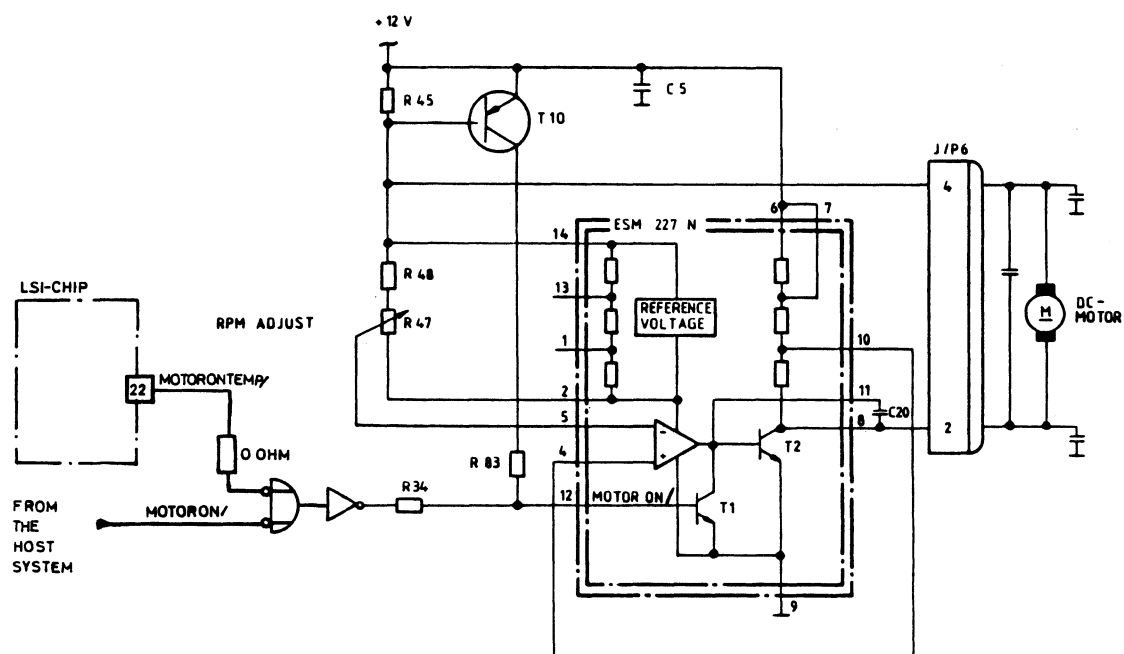 + 12 V
R 45
C 5
T 10
J/P6
4
6
7
ESM 227 N
14
R 48
LSI-CHIP
13
REFERENCE
VOLTAGE
M
DC-
MOTOR
RPM ADJUST
R 47
1
10
22
MOTORONTEMP/
2
11
C20
5
8
2
0 OHM
-
+
T2
4
R 83
R34
12
MOTOR ON/
T1
FROM
THE
HOST
SYSTEM
MOTORON/
9